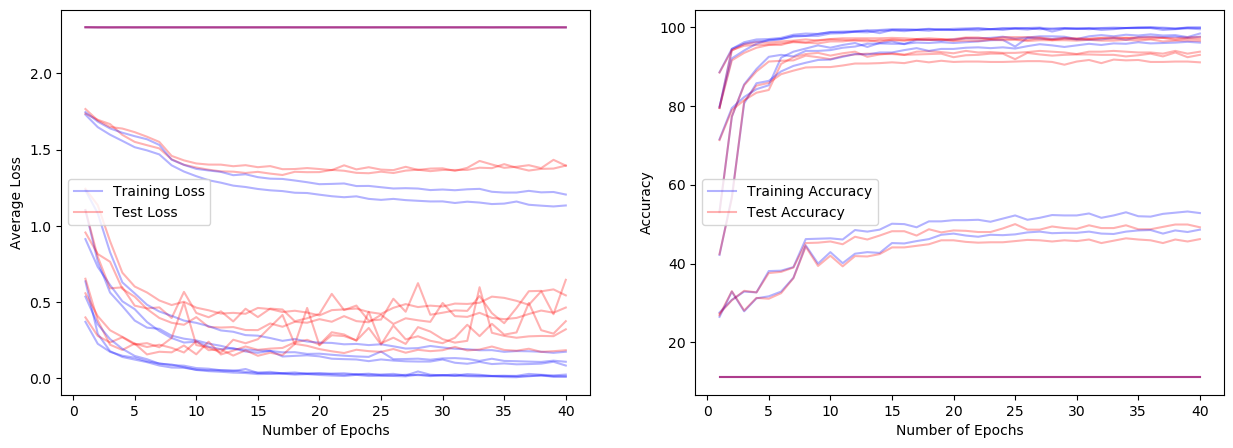 2.0
1.5
1.0
0.5
0.0
Average Loss
Training Loss
Test Loss
0 5 10 15 20 25 30 35 40
Number of Epochs
100
80
60
40
20
Accuracy
Training Accuracy
Test Accuracy
0 5 10 15 20 25 30 35 40
Number of Epochs